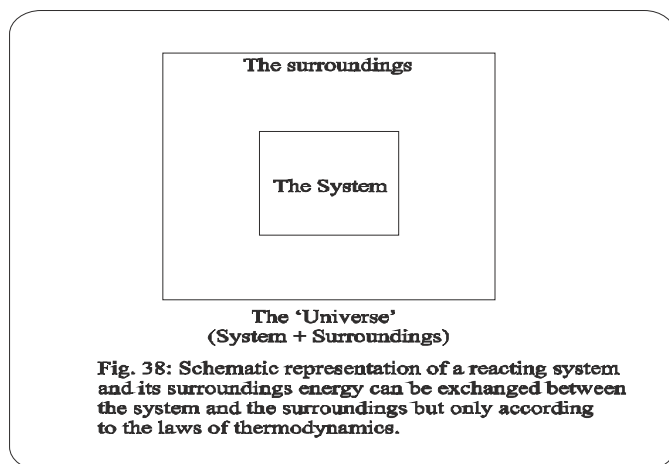 The surroundings
The System
The 'Universe'
(System + Surroundings)
Fig. 38: Schematic representation of a reacting system
and its surroundings energy can be exchanged between
the system and the surroundings but only according
to the laws of thermodynamics.